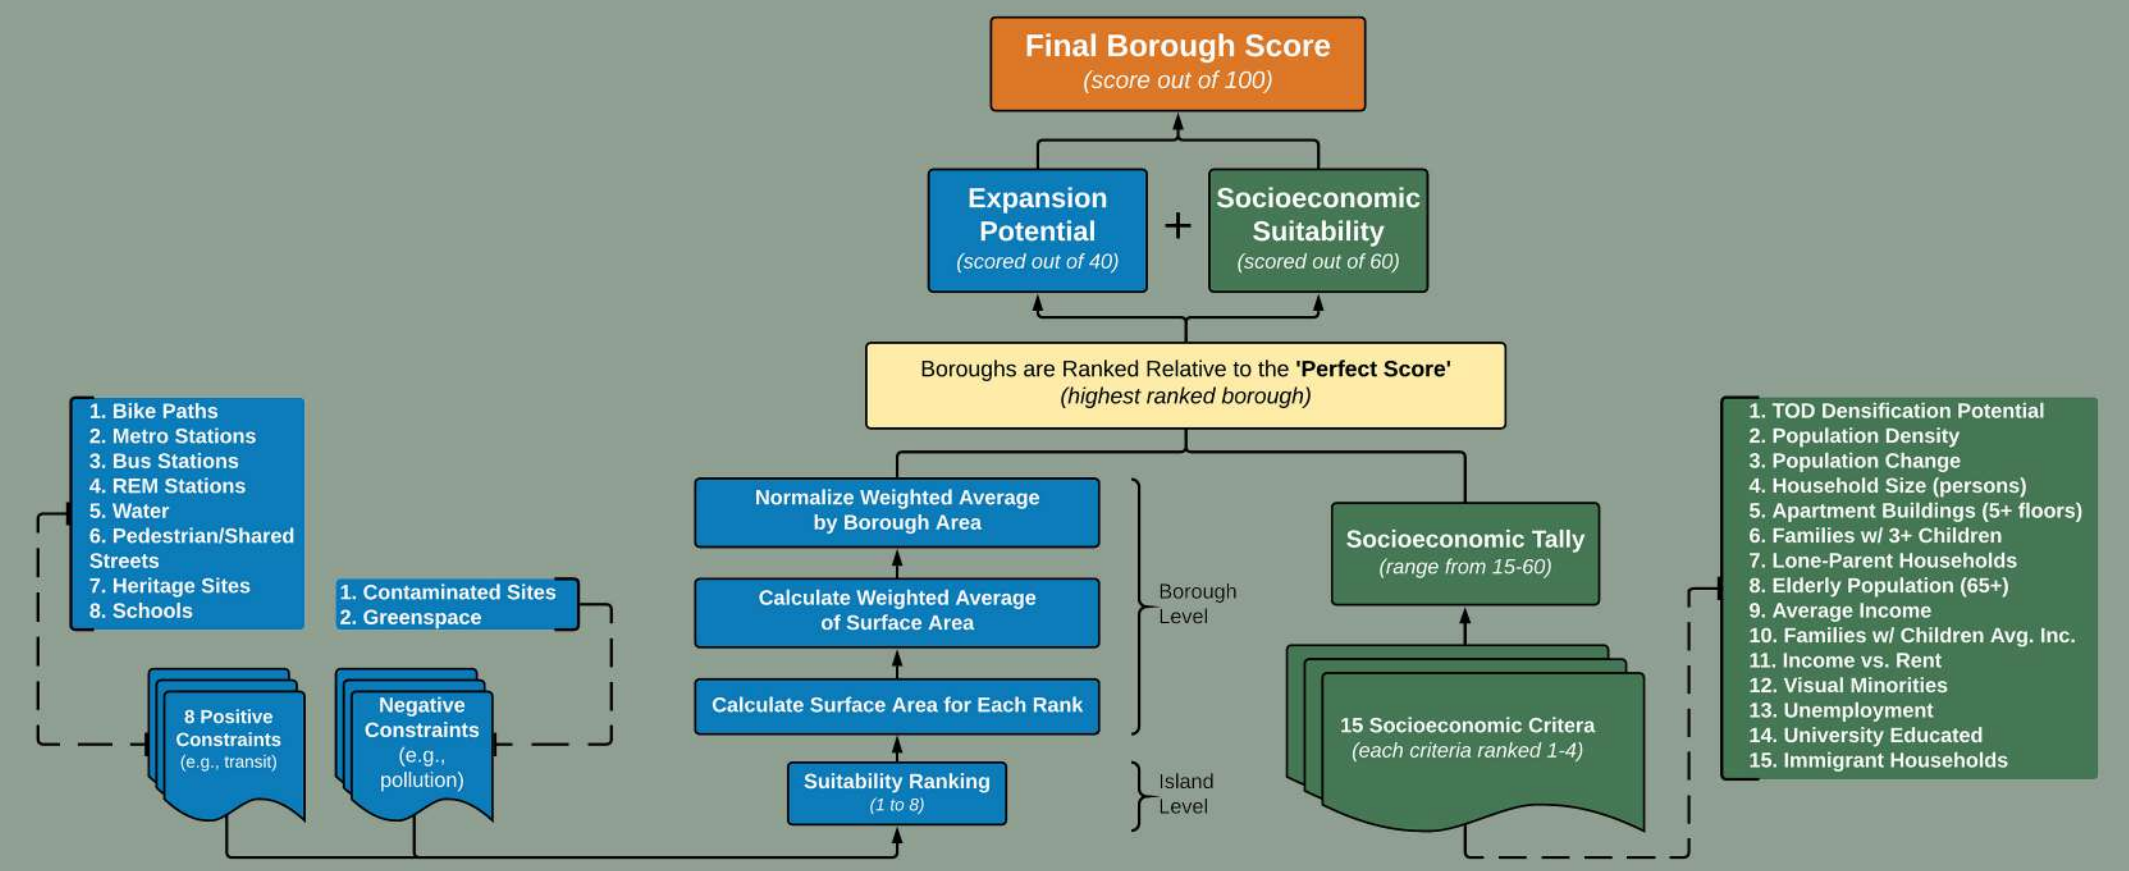 Final Borough Score
(score out of 100)
Expansion
Potential
(scored out of 40)
+
Socioeconomic
Suitability
(scored out of 60)
Boroughs are Ranked Relative to the 'Perfect Score'
(highest ranked borough)
1. Bike Paths
2. Metro Stations
3. Bus Stations
4. REM Stations
5. Water
6. Pedestrian/Shared
Streets
7. Heritage Sites
8. Schools
1. Contaminated Sites
2. Greenspace
8 Positive
Constraints
(e.g., transit)
Negative
Constraints
(e.g.,
pollution)
Normalize Weighted Average
by Borough Area
Calculate Weighted Average
of Surface Area
Calculate Surface Area for Each Rank
Suitability Ranking
(1 to 8)
Borough
Level
Island
Level
Socioeconomic Tally
(range from 15-60)
15 Socioeconomic Critera
(each criteria ranked 1-4)
1. TOD Densification Potential
2. Population Density
3. Population Change
4. Household Size (persons)
5. Apartment Buildings (5+ floors)
6. Families w/ 3+ Children
7. Lone-Parent Households
8. Elderly Population (65+)
9. Average Income
10. Families w/ Children Avg. Inc.
11. Income vs. Rent
12. Visual Minorities
13. Unemployment
14. University Educated
15. Immigrant Households